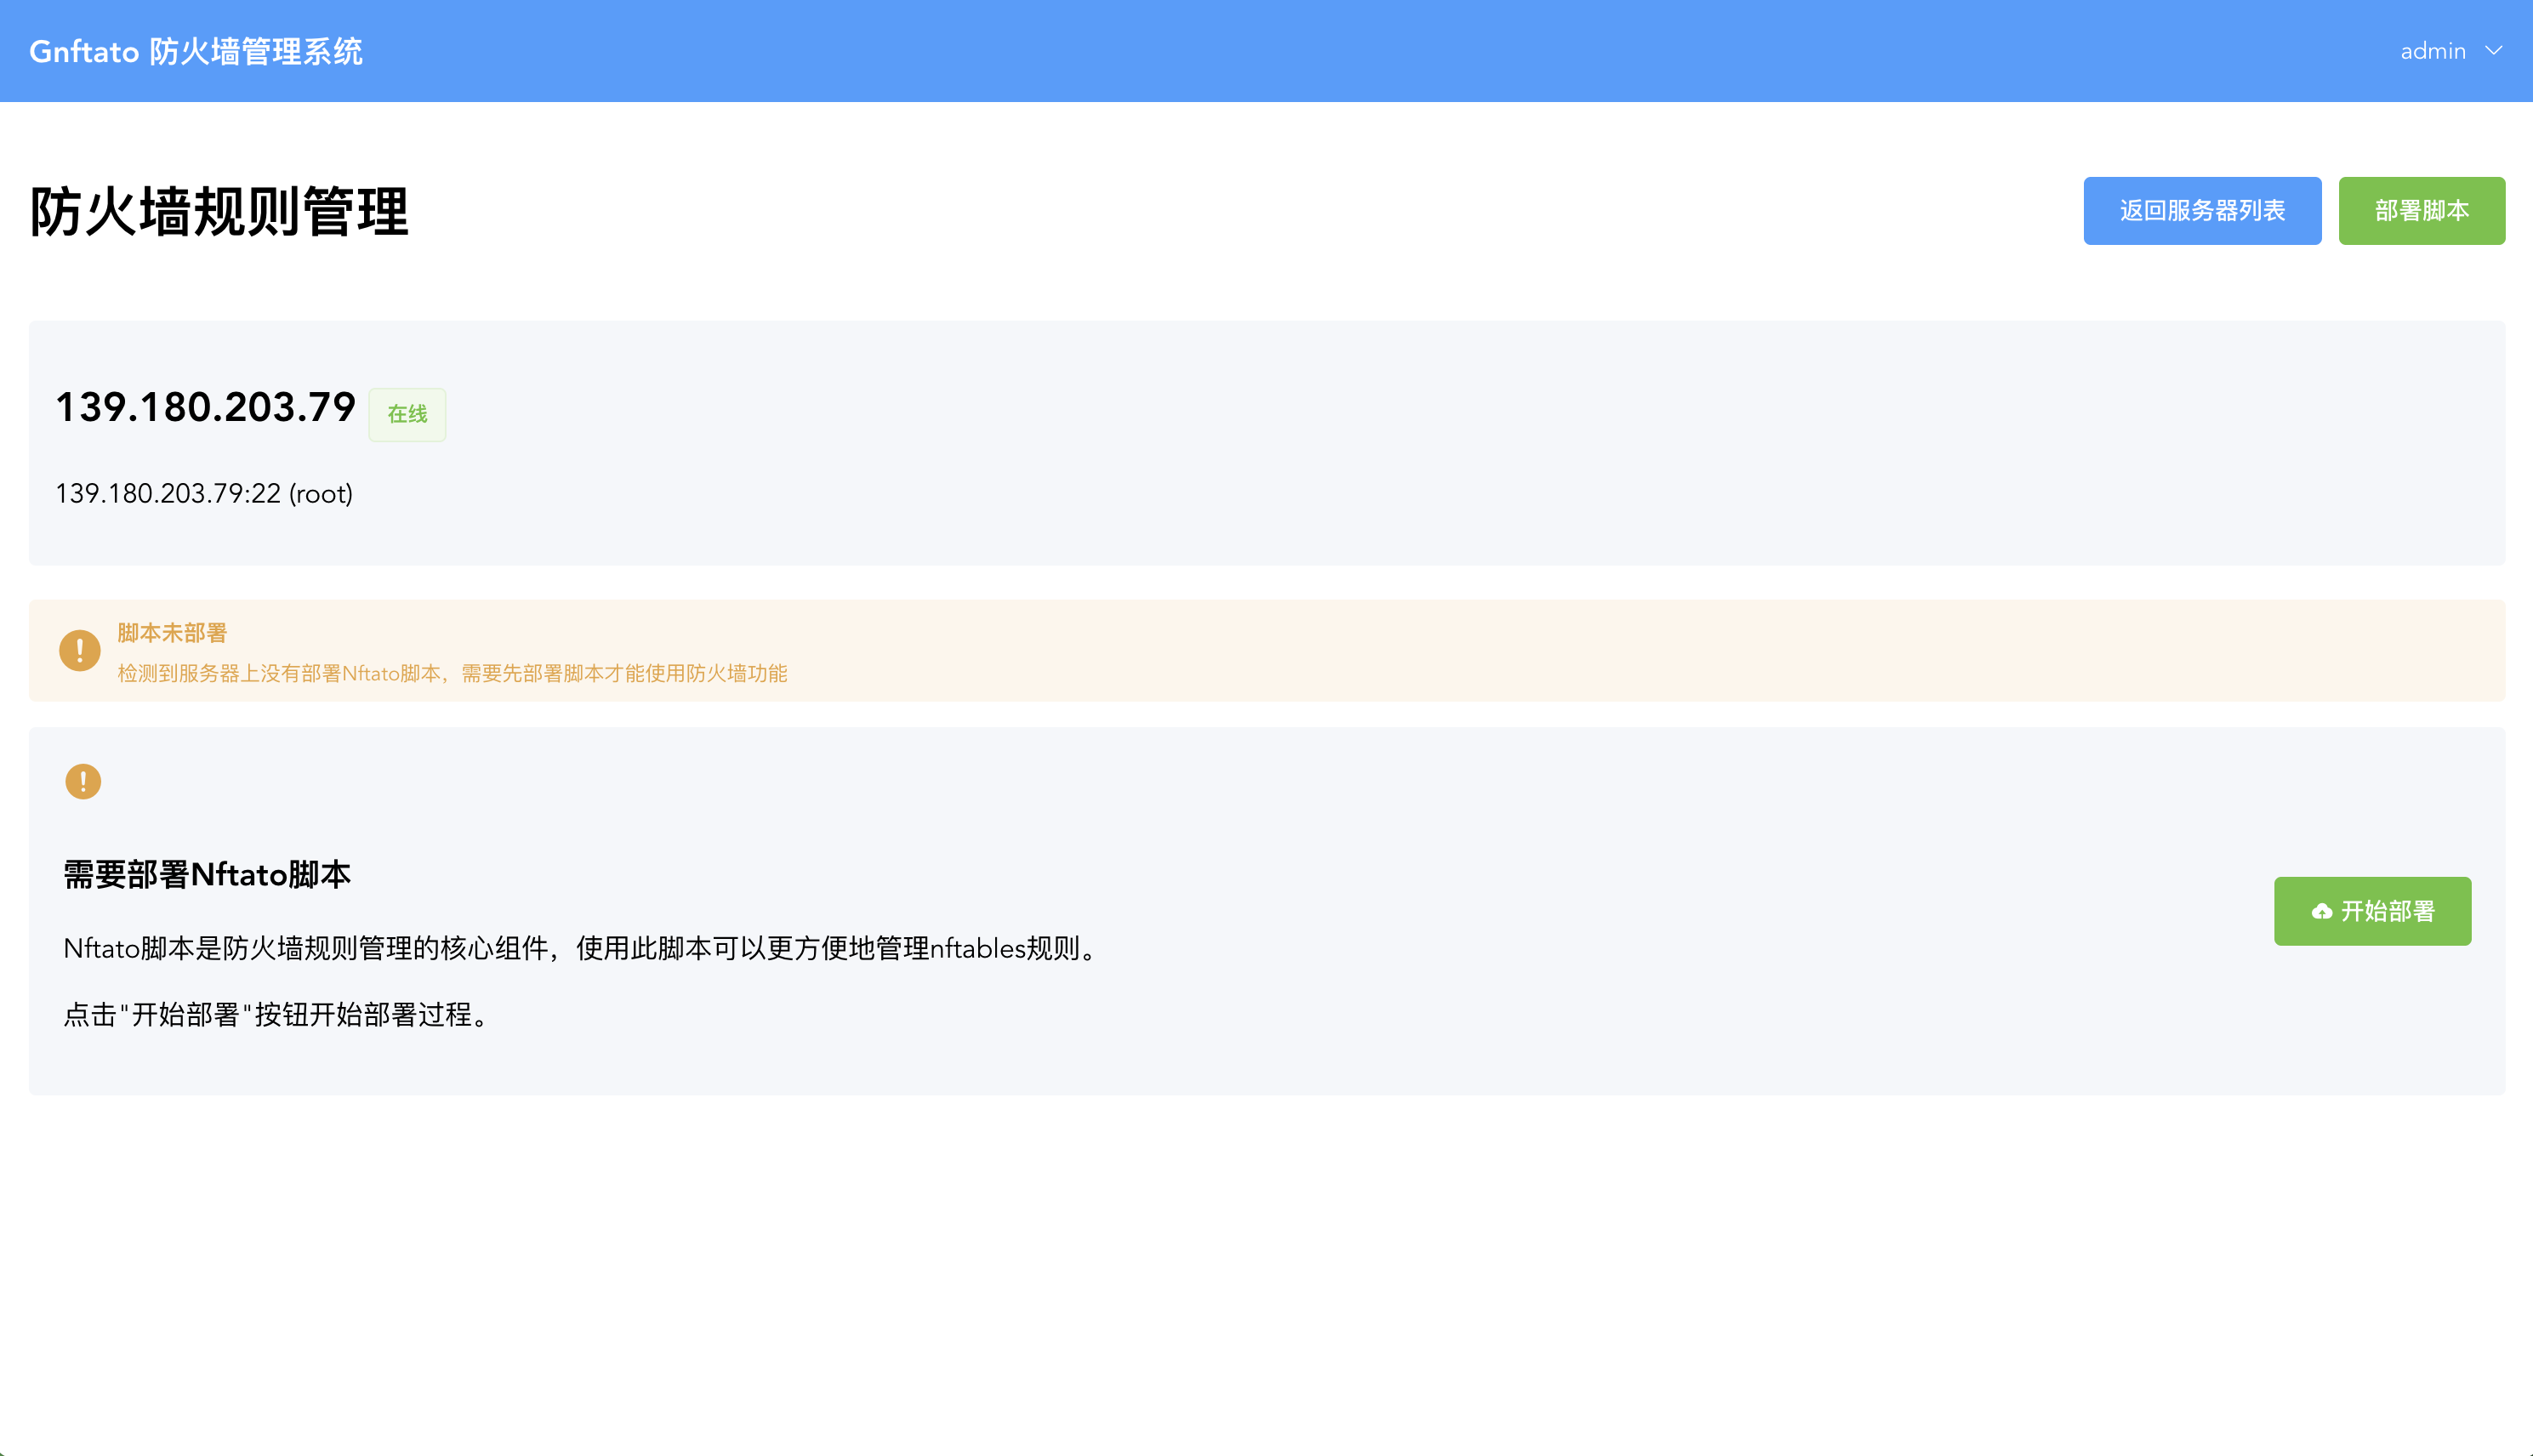 Gnftato 防火墙管理系统
admin
防火墙规则管理
返回服务器列表
部署脚本
139.180.203.79 在线
139.180.203.79:22 (root)
脚本未部署
检测到服务器上没有部署Nftato脚本，需要先部署脚本才能使用防火墙功能
需要部署Nftato脚本
Nftato脚本是防火墙规则管理的核心组件，使用此脚本可以更方便地管理nftables规则。
点击"开始部署"按钮开始部署过程。
开始部署